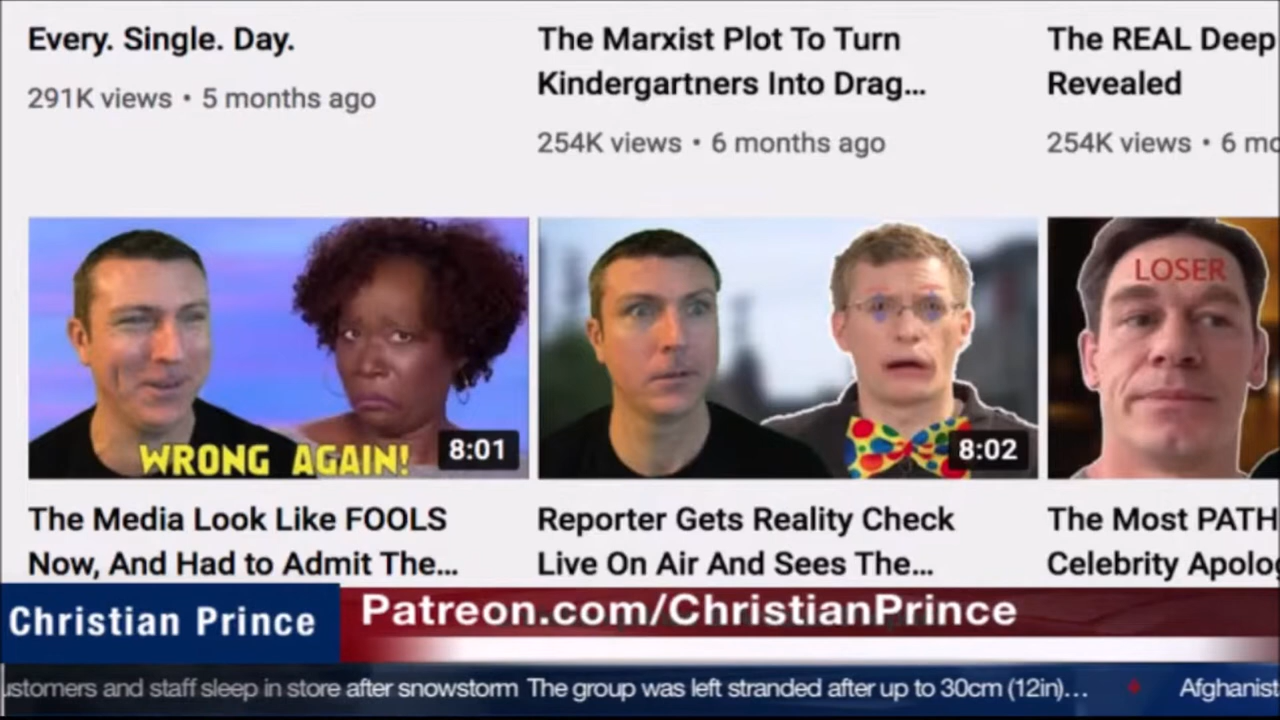 Every. Single. Day.
291K views • 5 months ago
The Marxist Plot To Turn
Kindergartners Into Drag...
254K views • 6 months ago
The REAL Deep
Revealed
254K views • 6 mo
WRONG AGAIN!
8:01
8:02
LOSER
The Media Look Like FOOLS
Now, And Had to Admit The...
Reporter Gets Reality Check
Live On Air And Sees The...
The Most PATH
Celebrity Apolog
Christian Prince
Patreon.com/ChristianPrince
ustomers and staff sleep in store after snowstorm The group was left stranded after up to 30cm (12in)... Afghanist